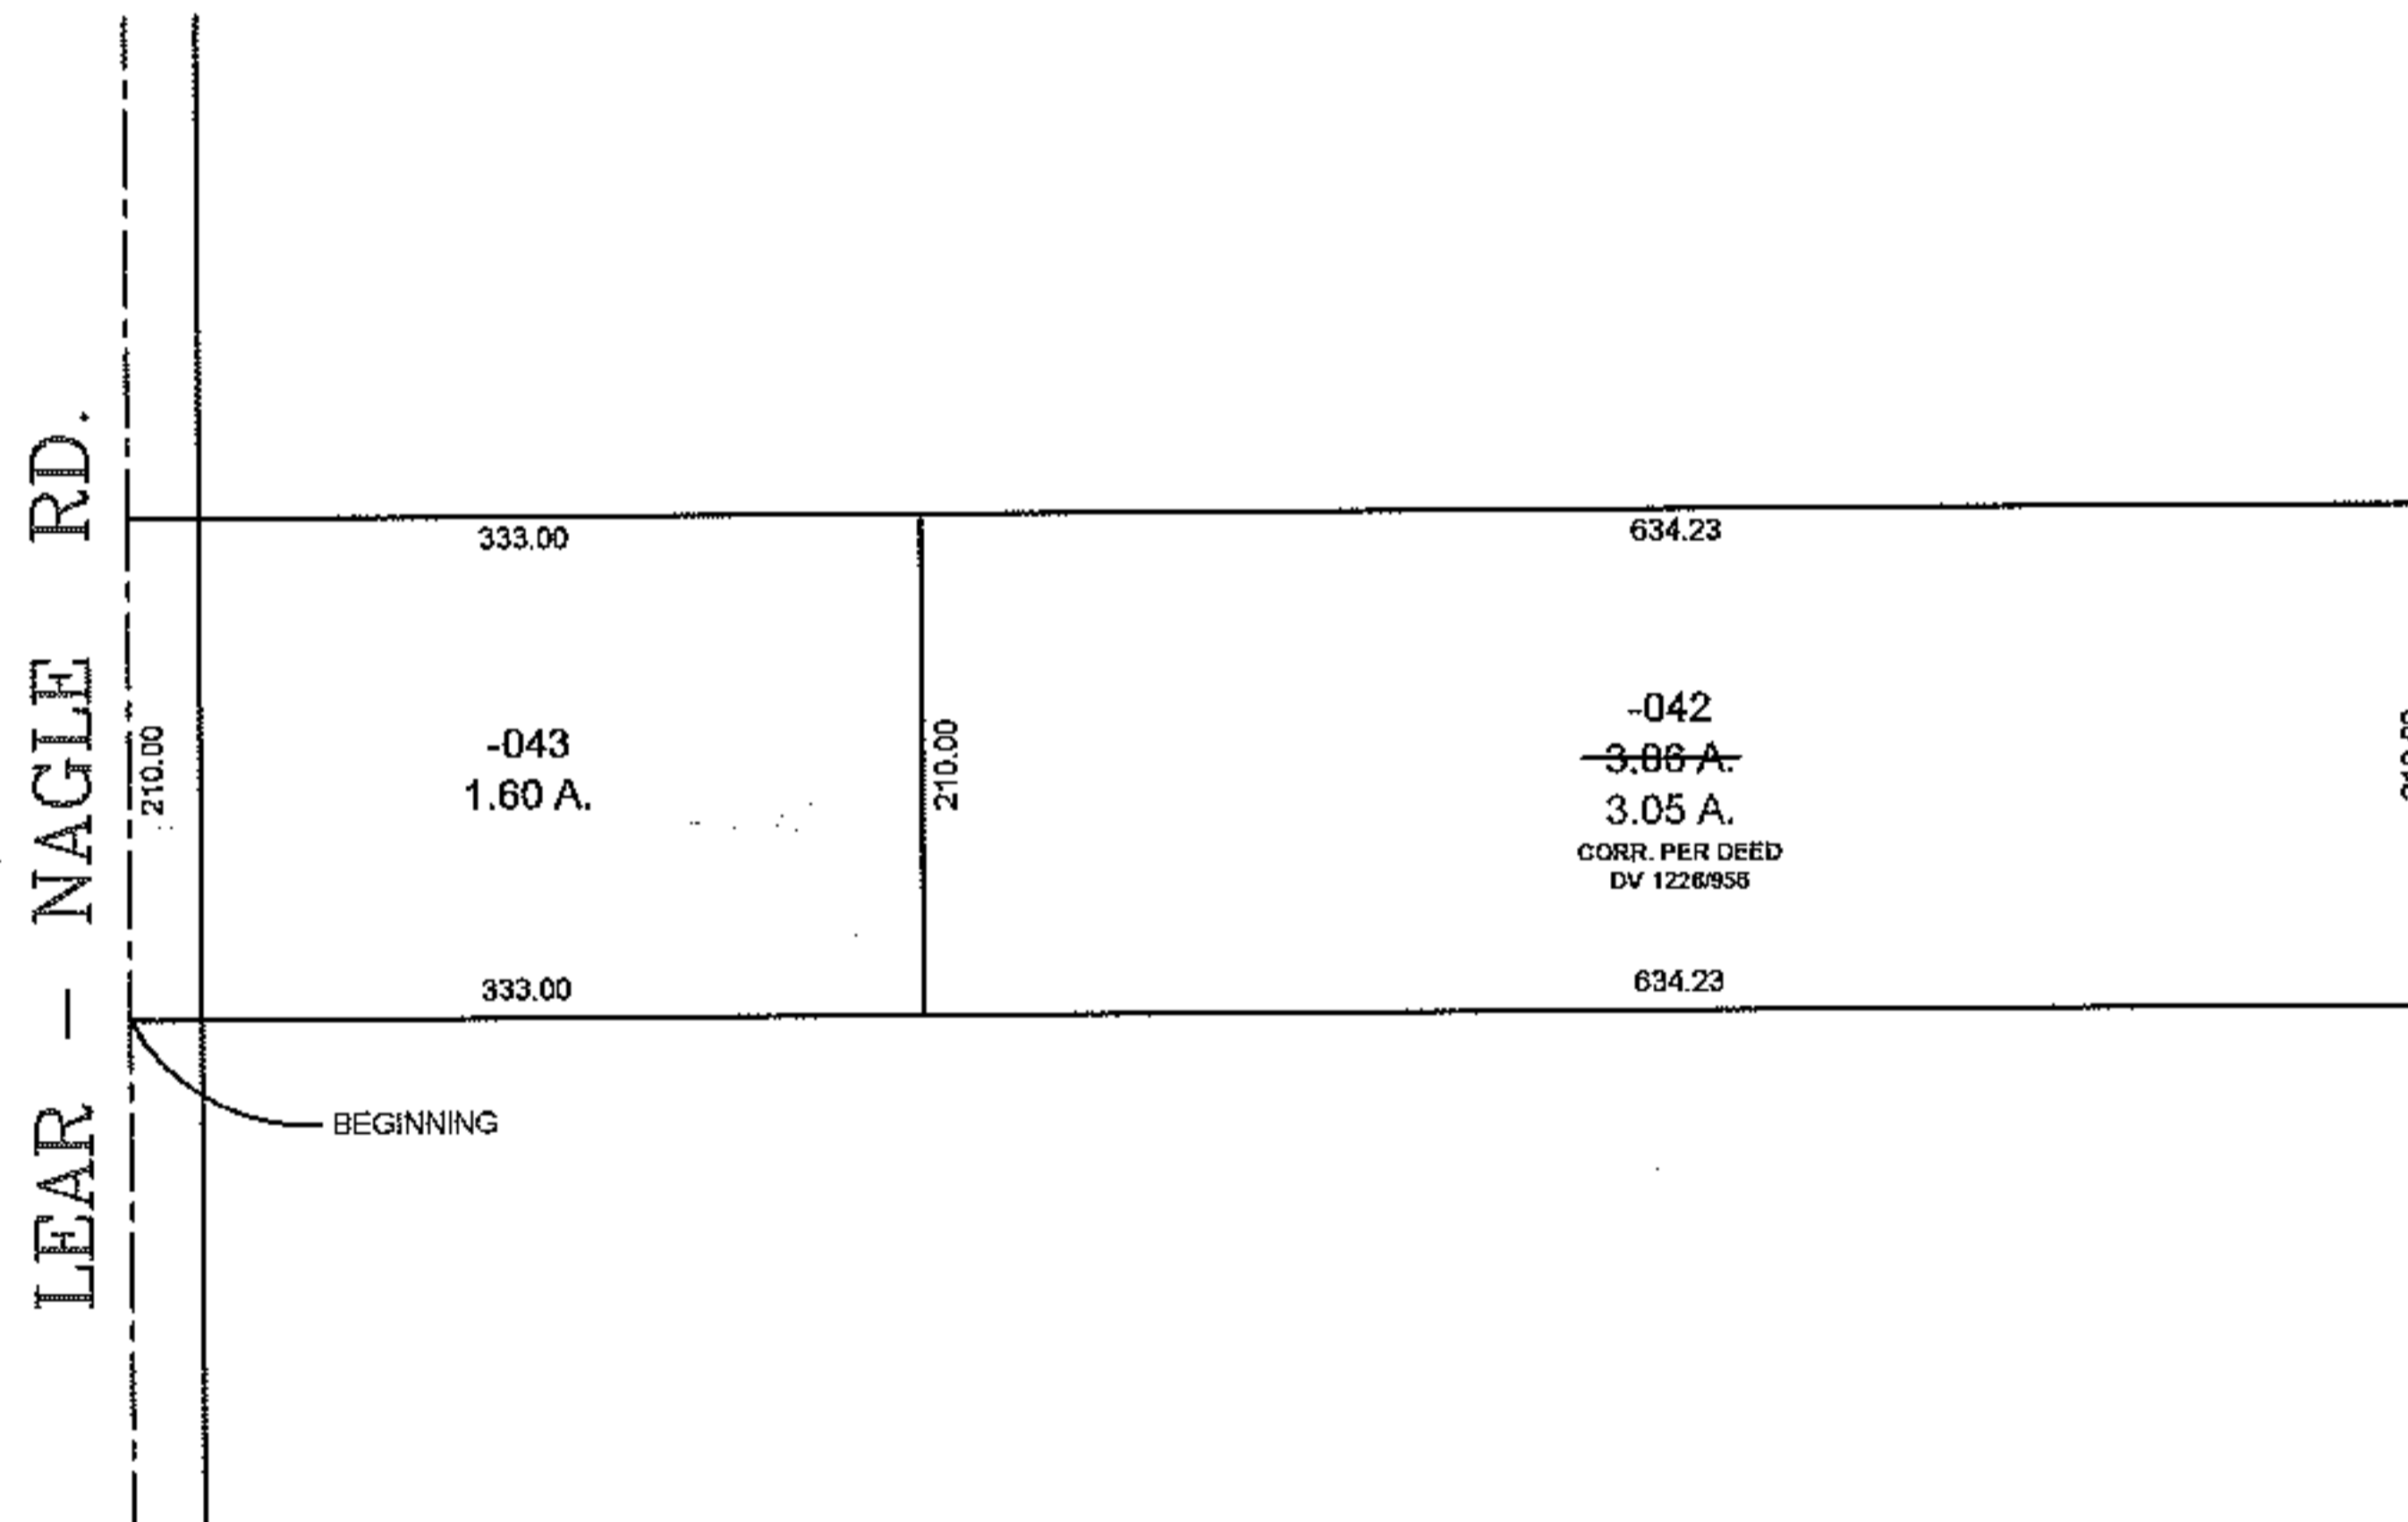 LEAR - NAGLE RD.
333.00
634.23
210.00
-043
1.60 A.
210.00
-042
3.06 A.
3.05 A.
CORR. PER DEED
DV 1226/956
333.00
634.23
BEGINNING